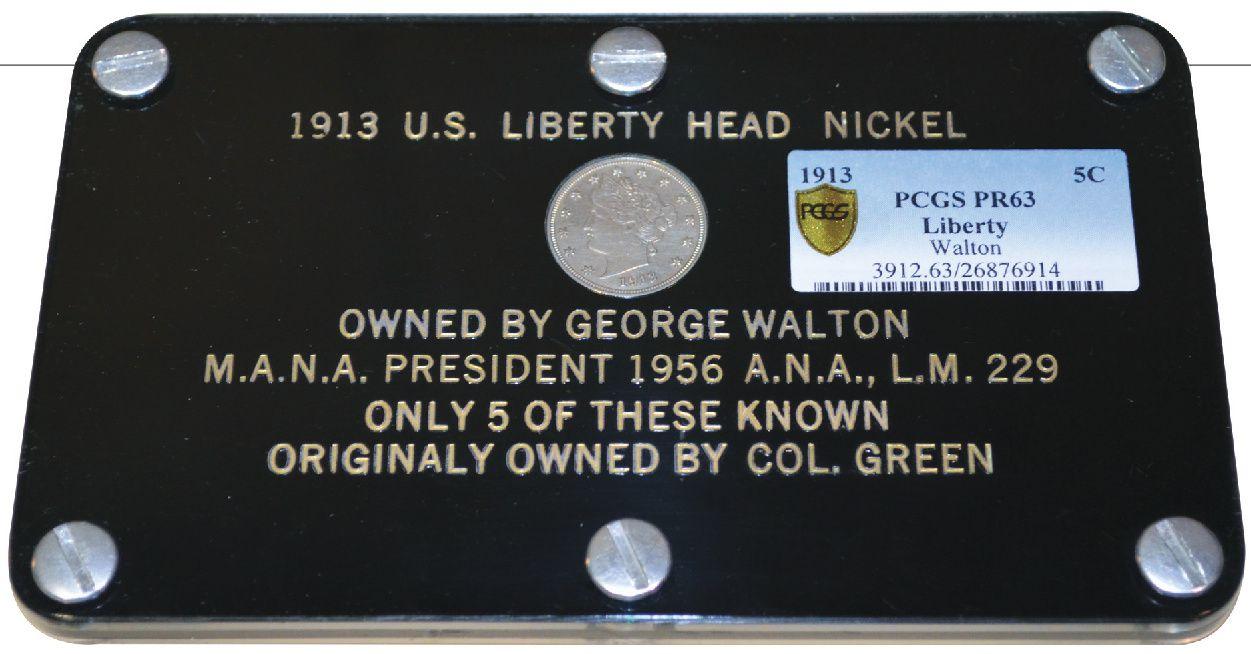 1913 U.S. LIBERTY HEAD NICKEL
1913 5C
PCGS
PCGS PR63
Liberty
Walton
3912.63/26876914
1913
OWNED BY GEORGE WALTON
M.A.N.A. PRESIDENT 1956 A.N.A., L.M. 229
ONLY 5 OF THESE KNOWN
ORIGINALY OWNED BY COL. GREEN